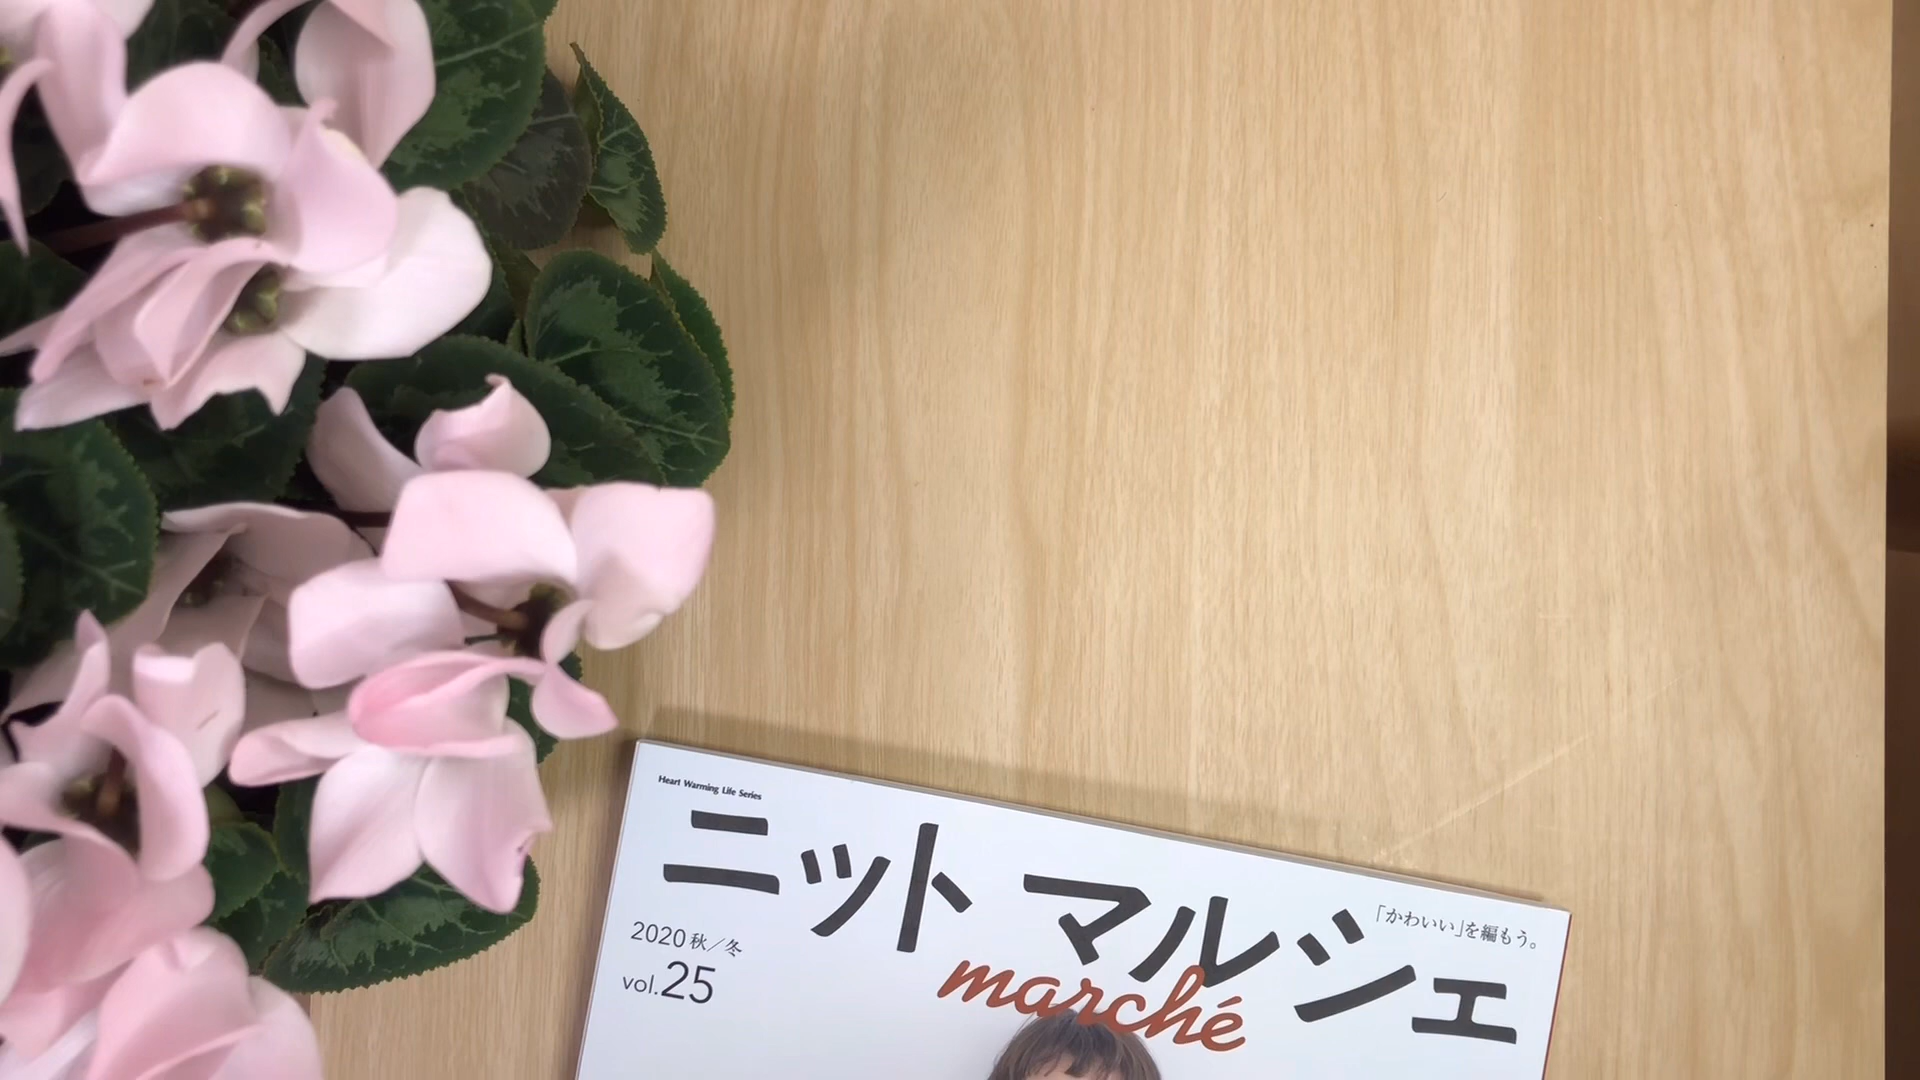 Heart Warming Life Series
ニット マルシェ
「かわいい」を編もう。
marché
2020 秋／冬
vol.25